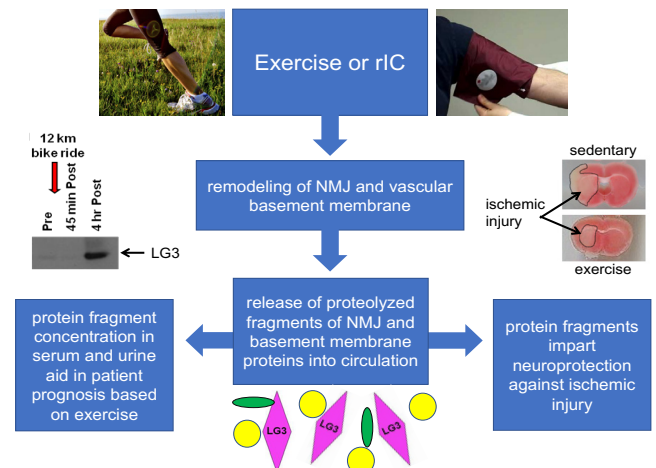 Exercise or rIC
12 km
bike ride
Pre
45 min Post
4 hr Post
LG3
remodeling of NMJ and vascular
basement membrane
sedentary
ischemic
injury
exercise
release of proteolyzed
fragments of NMJ and
basement membrane
proteins into circulation
protein fragment
concentration in
serum and urine
aid in patient
prognosis based
on exercise
protein fragments
impart
neuroprotection
against ischemic
injury
LG3
LG3
LG3